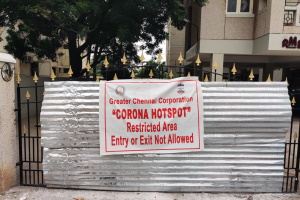 Greater Chennai Corporation
"CORONA HOTSPOT"
Restricted Area
Entry or Exit Not Allowed